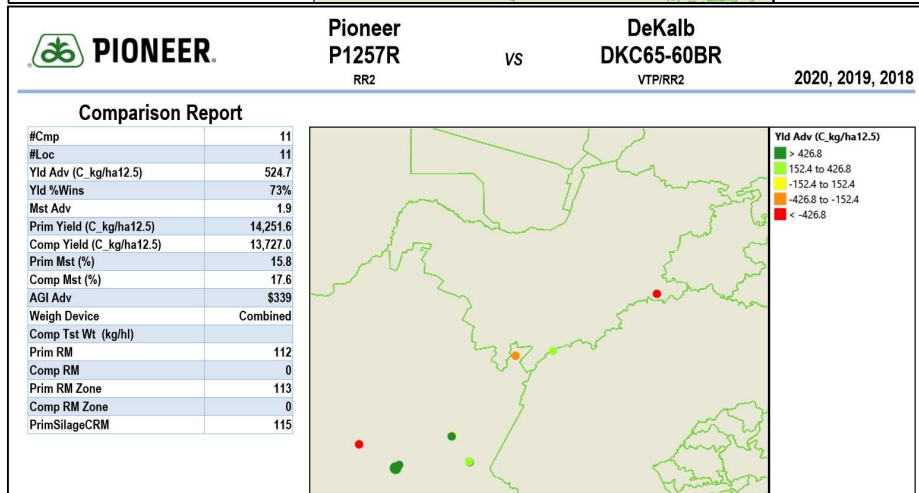 PIONEER.
Pioneer
P1257R
RR2
VS
DeKalb
DKC65-60BR
VTP/RR2
2020, 2019, 2018
Comparison Report
#Cmp 11
#Loc 11
Yld Adv (C_kg/ha12.5) 524.7
Yld %Wins 73%
Mst Adv 1.9
Prim Yield (C_kg/ha12.5) 14,251.6
Comp Yield (C_kg/ha12.5) 13,727.0
Prim Mst (%) 15.8
Comp Mst (%) 17.6
AGI Adv $339
Weigh Device Combined
Comp Tst Wt (kg/hl)
Prim RM 112
Comp RM 0
Prim RM Zone 113
Comp RM Zone 0
PrimSilageCRM 115
Yld Adv (C_kg/ha12.5)
> 426.8
152.4 to 426.8
-152.4 to 152.4
-426.8 to -152.4
< -426.8